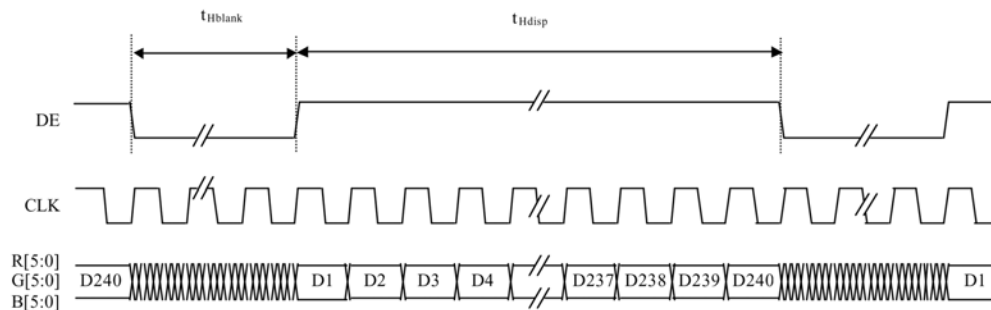 tHblank tHdisp
DE
CLK
R[5:0]
G[5:0] D240 D1 D2 D3 D4 D237 D238 D239 D240 D1
B[5:0]